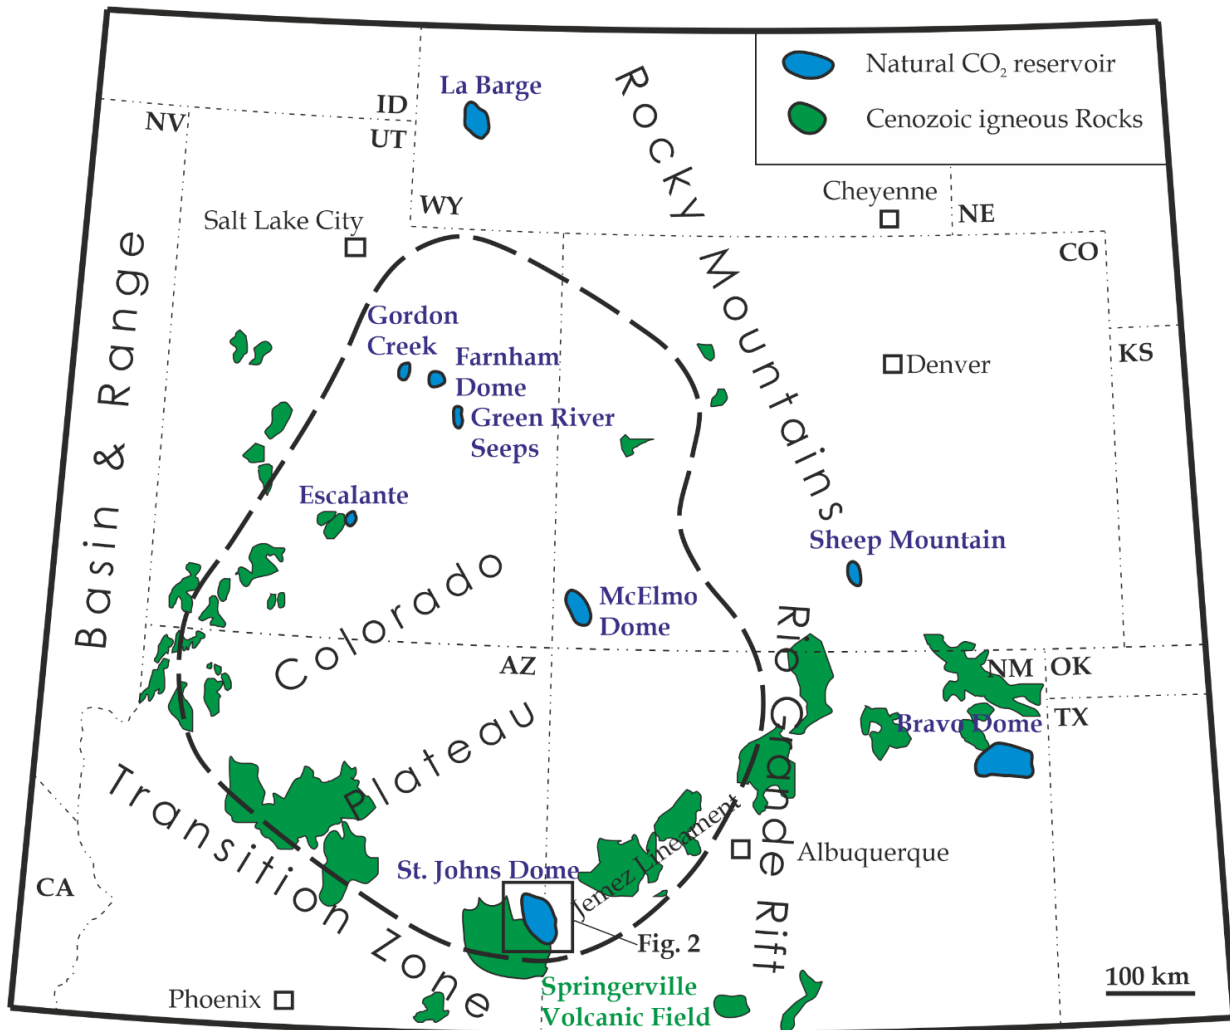 Natural CO₂ reservoir
Cenozoic igneous Rocks
La Barge
ID
NV
UT
WY
Rocky Mountains
Cheyenne
NE
Salt Lake City
CO
Basin & Range
Gordon
Creek
Farnham
Dome
Green River
Seeps
KS
Denver
Escalante
Sheep Mountain
Colorado
Plateau
McElmo
Dome
AZ
NM
OK
TX
Rio Grande Rift
Bravo Dome
Transition Zone
Jemez Lineament
Albuquerque
CA
St. Johns Dome
Fig. 2
Springerville
Volcanic Field
Phoenix
100 km